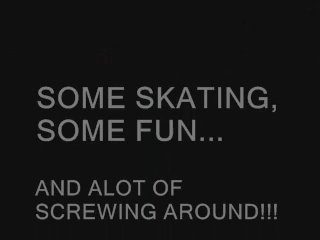 SOME SKATING,
SOME FUN...
AND ALOT OF
SCREWING AROUND!!!